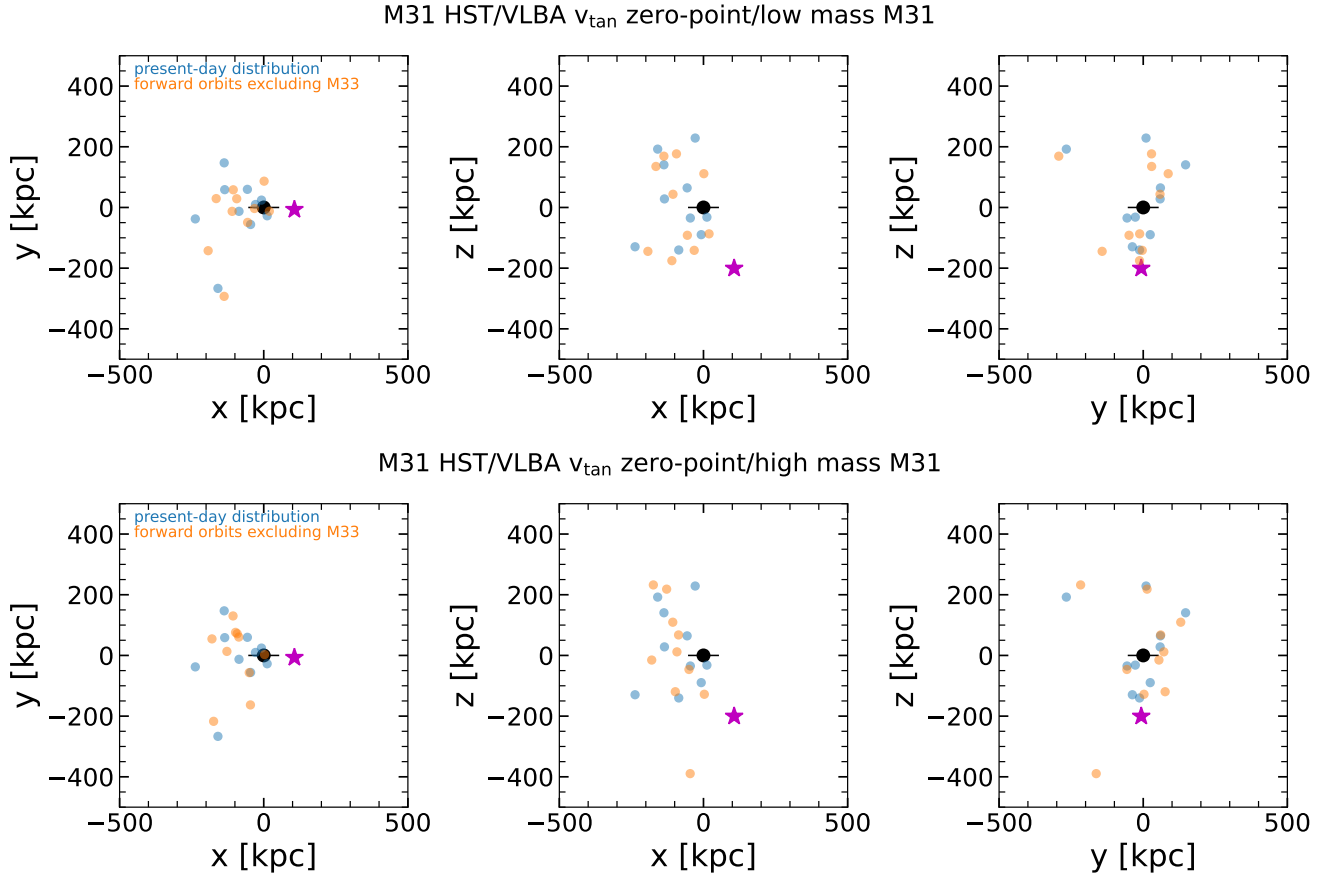 M31 HST/VLBA vtan zero-point/low mass M31
present-day distribution
forward orbits excluding M33
400
200
0
−200
−400
y [kpc]
−500 0 500
x [kpc]
400
200
0
−200
−400
z [kpc]
−500 0 500
x [kpc]
400
200
0
−200
−400
z [kpc]
−500 0 500
y [kpc]
M31 HST/VLBA vtan zero-point/high mass M31
present-day distribution
forward orbits excluding M33
400
200
0
−200
−400
y [kpc]
−500 0 500
x [kpc]
400
200
0
−200
−400
z [kpc]
−500 0 500
x [kpc]
400
200
0
−200
−400
z [kpc]
−500 0 500
y [kpc]